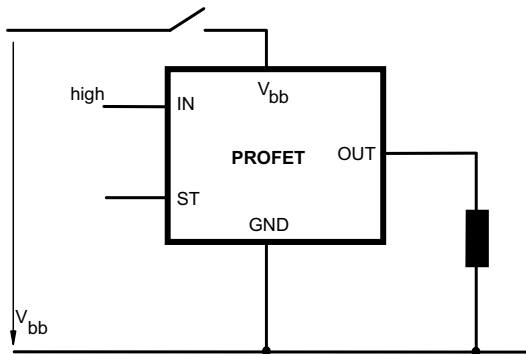 high
IN
Vbb
PROFET
OUT
ST
GND
Vbb